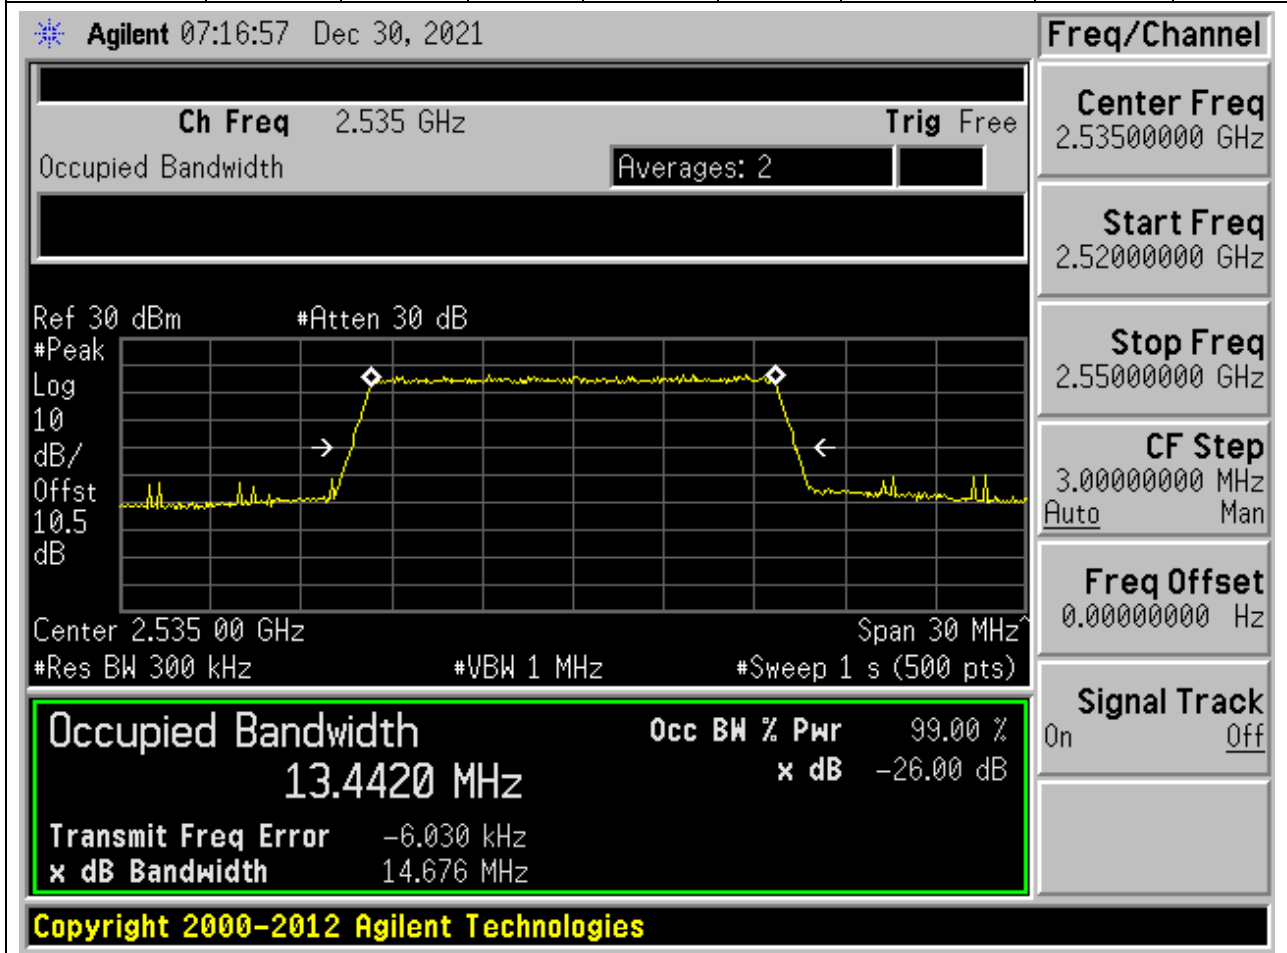 Agilent 07:16:57 Dec 30, 2021
Freq/Channel
Ch Freq 2.535 GHz Trig Free
Occupied Bandwidth Averages: 2
Center Freq
2.53500000 GHz
Start Freq
2.52000000 GHz
Stop Freq
2.55000000 GHz
CF Step
3.00000000 MHz
Auto Man
Freq Offset
0.00000000 Hz
Signal Track
On Off
Ref 30 dBm #Atten 30 dB
#Peak
Log
10
dB/
Offst
10.5
dB
Center 2.535 00 GHz Span 30 MHz^
#Res BW 300 kHz #VBW 1 MHz #Sweep 1 s (500 pts)
Occupied Bandwidth Occ BW % Pwr 99.00 %
13.4420 MHz x dB -26.00 dB
Transmit Freq Error -6.030 kHz
x dB Bandwidth 14.676 MHz
Copyright 2000-2012 Agilent Technologies